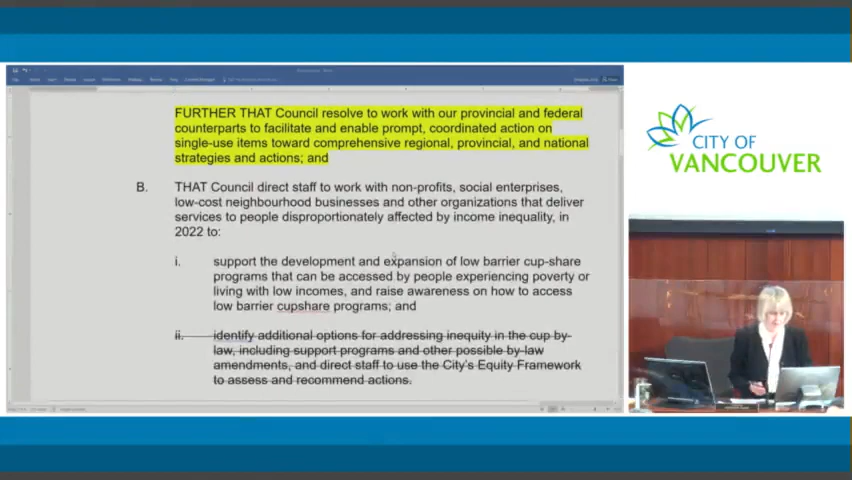 FURTHER THAT Council resolve to work with our provincial and federal
counterparts to facilitate and enable prompt, coordinated action on
single-use items toward comprehensive regional, provincial, and national
strategies and actions; and
B. THAT Council direct staff to work with non-profits, social enterprises,
low-cost neighbourhood businesses and other organizations that deliver
services to people disproportionately affected by income inequality, in
2022 to:
i. support the development and expansion of low barrier cup-share
programs that can be accessed by people experiencing poverty or
living with low incomes, and raise awareness on how to access
low barrier cupshare programs; and
ii. identify additional options for addressing inequity in the cup by-
law, including support programs and other possible by-law
amendments, and direct staff to use the City's Equity Framework
to assess and recommend actions.
CITY OF
VANCOUVER